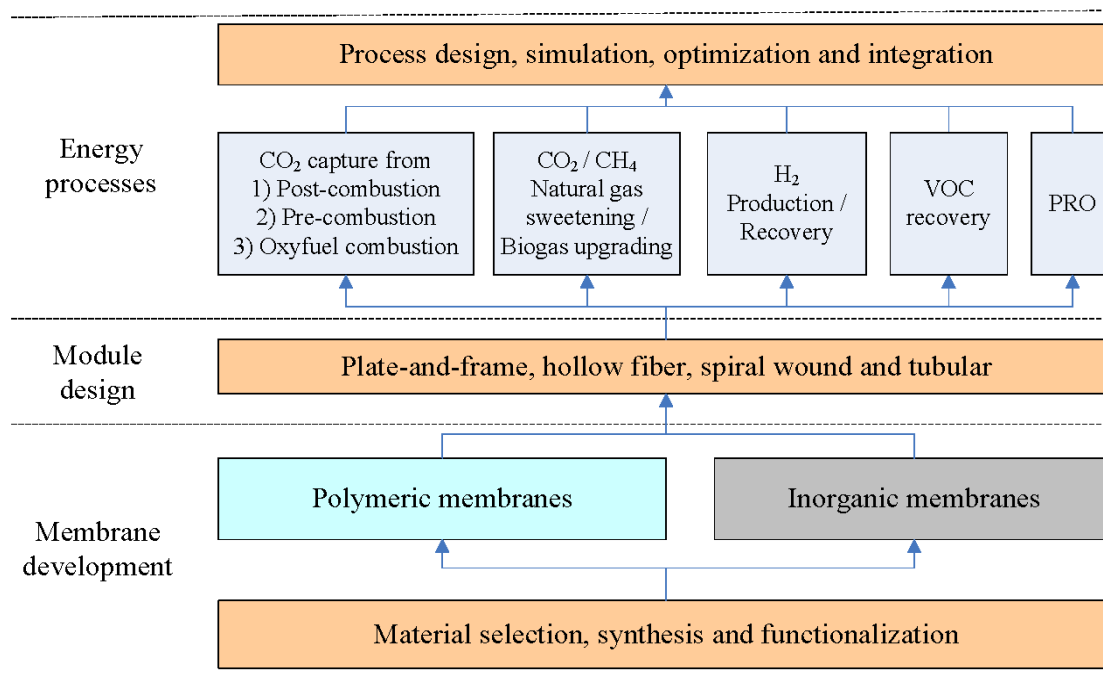 Process design, simulation, optimization and integration
Energy
processes
CO₂ capture from
1) Post-combustion
2) Pre-combustion
3) Oxyfuel combustion
CO₂ / CH₄
Natural gas
sweetening /
Biogas upgrading
H₂
Production /
Recovery
VOC
recovery
PRO
Module
design
Plate-and-frame, hollow fiber, spiral wound and tubular
Membrane
development
Polymeric membranes
Inorganic membranes
Material selection, synthesis and functionalization